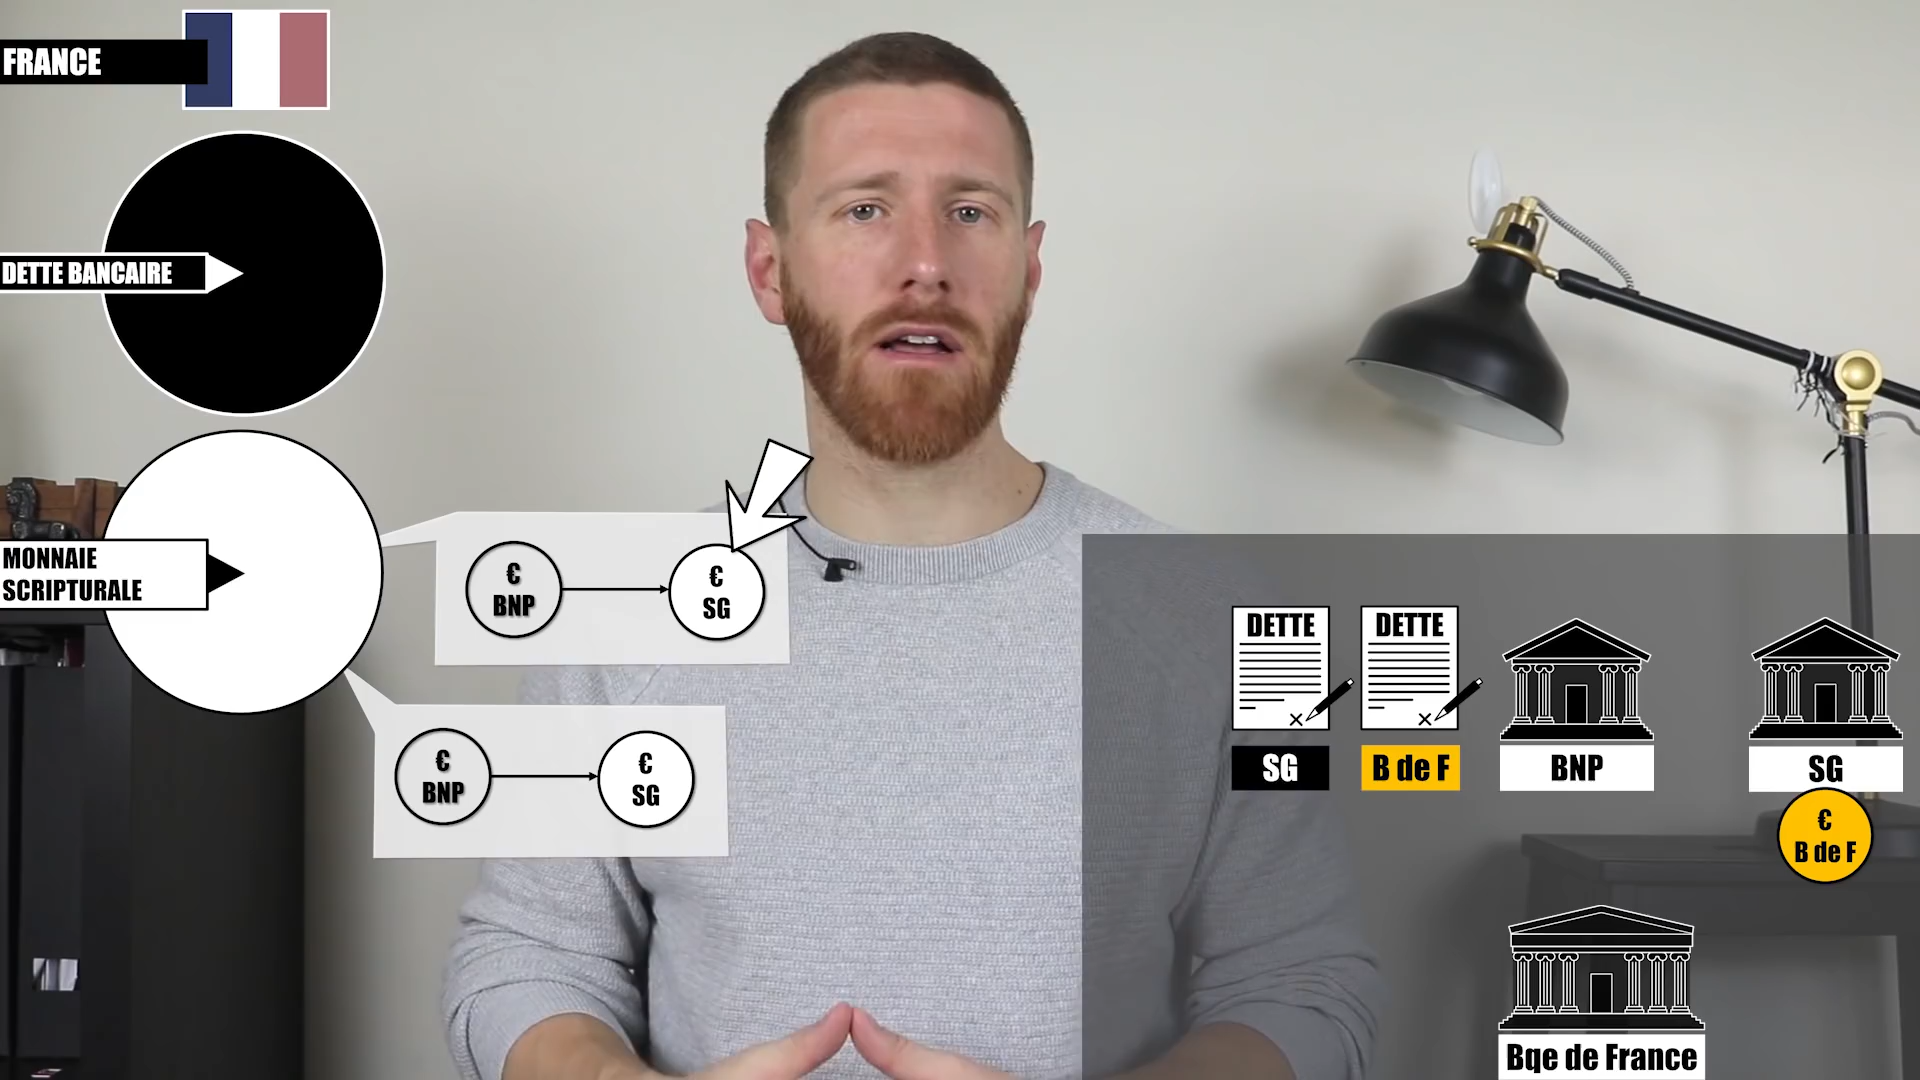 FRANCE
DETTE BANCAIRE
MONNAIE
SCRIPTURALE
€
BNP
€
SG
€
BNP
€
SG
DETTE
DETTE
SG
B de F
BNP
SG
€
B de F
Bqe de France